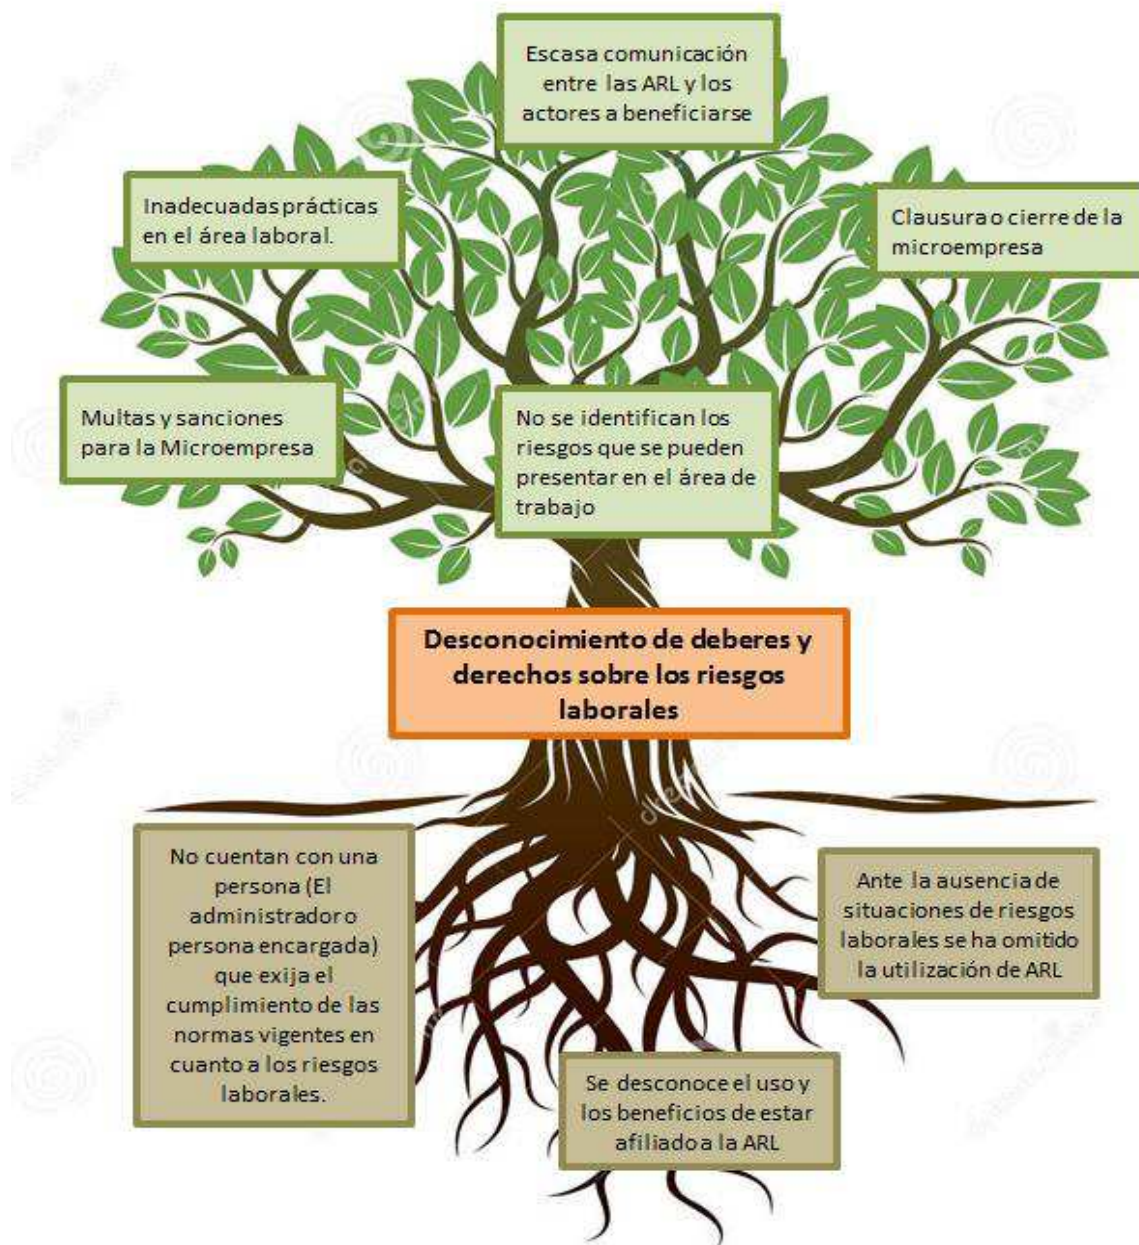 Escasa comunicación
entre las ARL y los
actores a beneficiarse
Inadecuadas prácticas
en el área laboral.
Clausura o cierre de la
microempresa
Multas y sanciones
para la Microempresa
No se identifican los
riesgos que se pueden
presentar en el área de
trabajo
Desconocimiento de deberes y
derechos sobre los riesgos
laborales
No cuentan con una
persona (El
administrador o
persona encargada)
que exija el
cumplimiento de las
normas vigentes en
cuanto a los riesgos
laborales.
Ante la ausencia de
situaciones de riesgos
laborales se ha omitido
la utilización de ARL
Se desconoce el uso y
los beneficios de estar
afiliado a la ARL